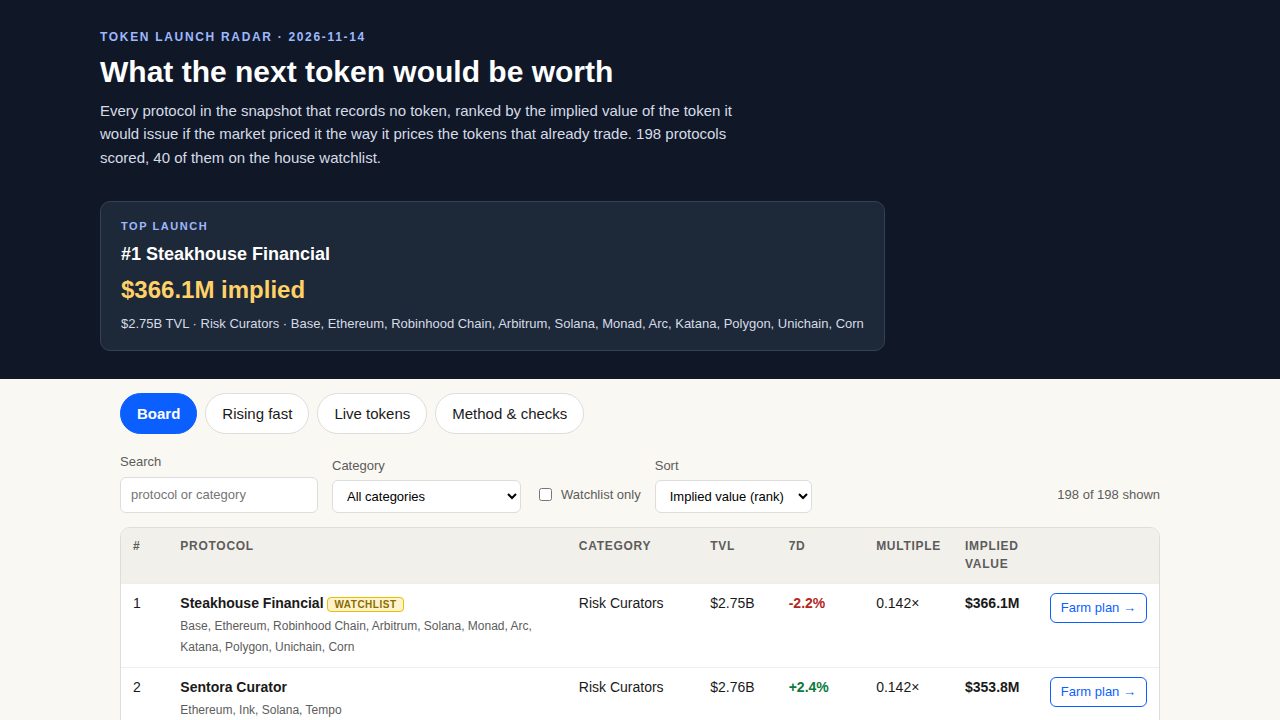 TOKEN LAUNCH RADAR · 2026-11-14
What the next token would be worth
Every protocol in the snapshot that records no token, ranked by the implied value of the token it
would issue if the market priced it the way it prices the tokens that already trade. 198 protocols
scored, 40 of them on the house watchlist.
TOP LAUNCH
#1 Steakhouse Financial
$366.1M implied
$2.75B TVL · Risk Curators · Base, Ethereum, Robinhood Chain, Arbitrum, Solana, Monad, Arc, Katana, Polygon, Unichain, Corn
Board Rising fast Live tokens Method & checks
Search Category Sort
protocol or category All categories Watchlist only Implied value (rank) 198 of 198 shown
# PROTOCOL CATEGORY TVL 7D MULTIPLE IMPLIED
VALUE
1 Steakhouse Financial WATCHLIST Risk Curators $2.75B -2.2% 0.142× $366.1M Farm plan →
Base, Ethereum, Robinhood Chain, Arbitrum, Solana, Monad, Arc,
Katana, Polygon, Unichain, Corn
2 Sentora Curator Risk Curators $2.76B +2.4% 0.142× $353.8M Farm plan →
Ethereum, Ink, Solana, Tempo